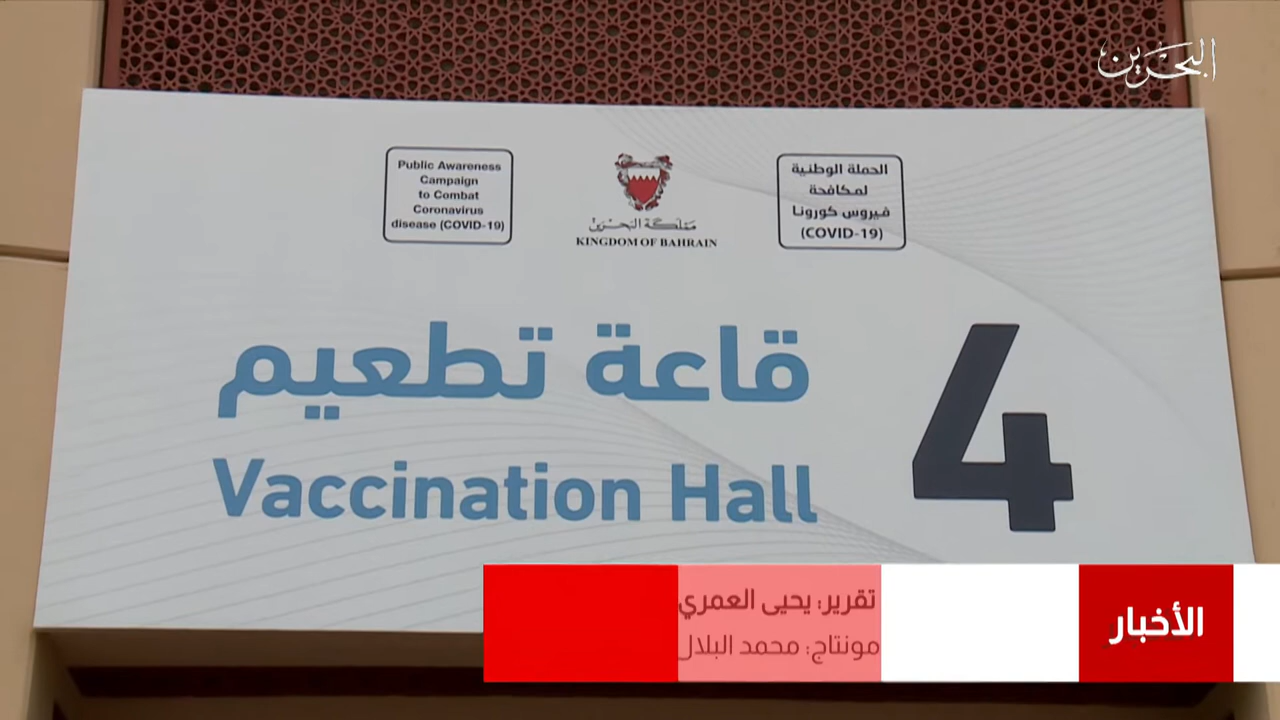 البحرين
Public Awareness
Campaign
to Combat
Coronavirus
disease (COVID-19)
مملكة البحرين
KINGDOM OF BAHRAIN
الحملة الوطنية
لمكافحة
فيروس كورونا
(COVID-19)
قاعة تطعيم
Vaccination Hall
4
الأخبار
تقرير: يحيى العمري
مونتاج: محمد البلال